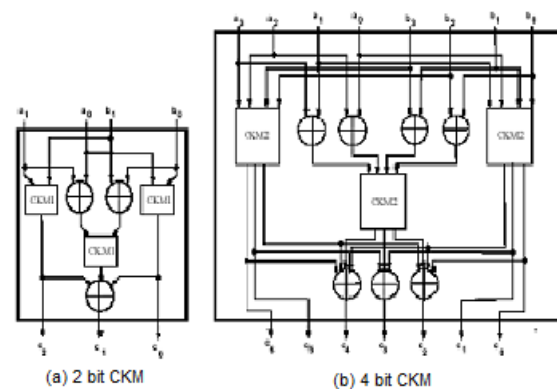 a₃ a₂ a₁ a₀ b₃ b₂ b₁ b₀
CKM2 CKM2
a₁ a₀ b₁ b₀
CKM1 CKM1
CKM2
CKM1
c₂ c₁ c₀
c₆ c₅ c₄ c₃ c₂ c₁ c₀
(a) 2 bit CKM (b) 4 bit CKM